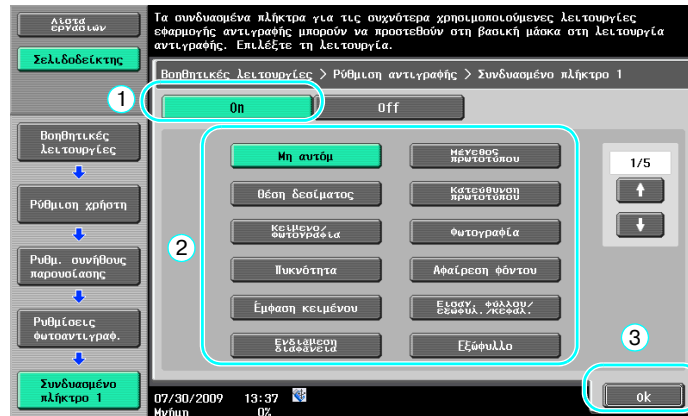 Τα συνδυασμένα πλήκτρα για τις συχνότερα χρησιμοποιούμενες λειτουργίες
εφαρμογής αντιγραφής μπορούν να προστεθούν στη βασική μάσκα στη λειτουργία
αντιγραφής. Επιλέξτε τη λειτουργία.
Λίστα
εργασιών
Σελιδοδείκτης
Βοηθητικές λειτουργίες > Ρύθμιση αντιγραφής > Συνδυασμένο πλήκτρο 1
1
On
Off
Βοηθητικές
λειτουργίες
Ρύθμιση χρήστη
Ρυθμ. συνήθους
παρουσίασης
Ρυθμίσεις
φωτοαντιγραφ.
Συνδυασμένο
πλήκτρο 1
2
Μη αυτόμ
Μέγεθος
πρωτοτύπου
Θέση δεσίματος
Κατεύθυνση
πρωτοτύπου
Κείμενο/
Φωτογραφία
Φωτογραφία
Πυκνότητα
Αφαίρεση φόντου
Έμφαση κειμένου
Εισαγ. φύλλου/
εξωφυλ./κεφαλ.
Ενδιάμεση
διαφάνεια
Εξώφυλλο
1/5
3
ok
07/30/2009 13:37
Μνήμη 0%